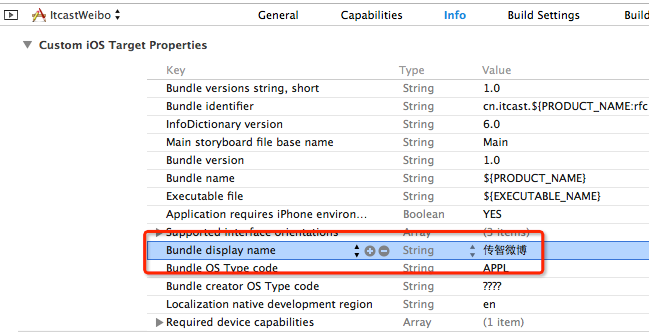 ItcastWeibo General Capabilities Info Build Settings Build
Custom iOS Target Properties
Key Type Value
Bundle versions string, short String 1.0
Bundle identifier String cn.itcast.${PRODUCT_NAME:rfc
InfoDictionary version String 6.0
Main storyboard file base name String Main
Bundle version String 1.0
Bundle name String ${PRODUCT_NAME}
Executable file String ${EXECUTABLE_NAME}
Application requires iPhone environ... Boolean YES
Supported interface orientations Array (3 items)
Bundle display name String 传智微博
Bundle OS Type code String APPL
Bundle creator OS Type code String ????
Localization native development region String en
Required device capabilities Array (1 item)